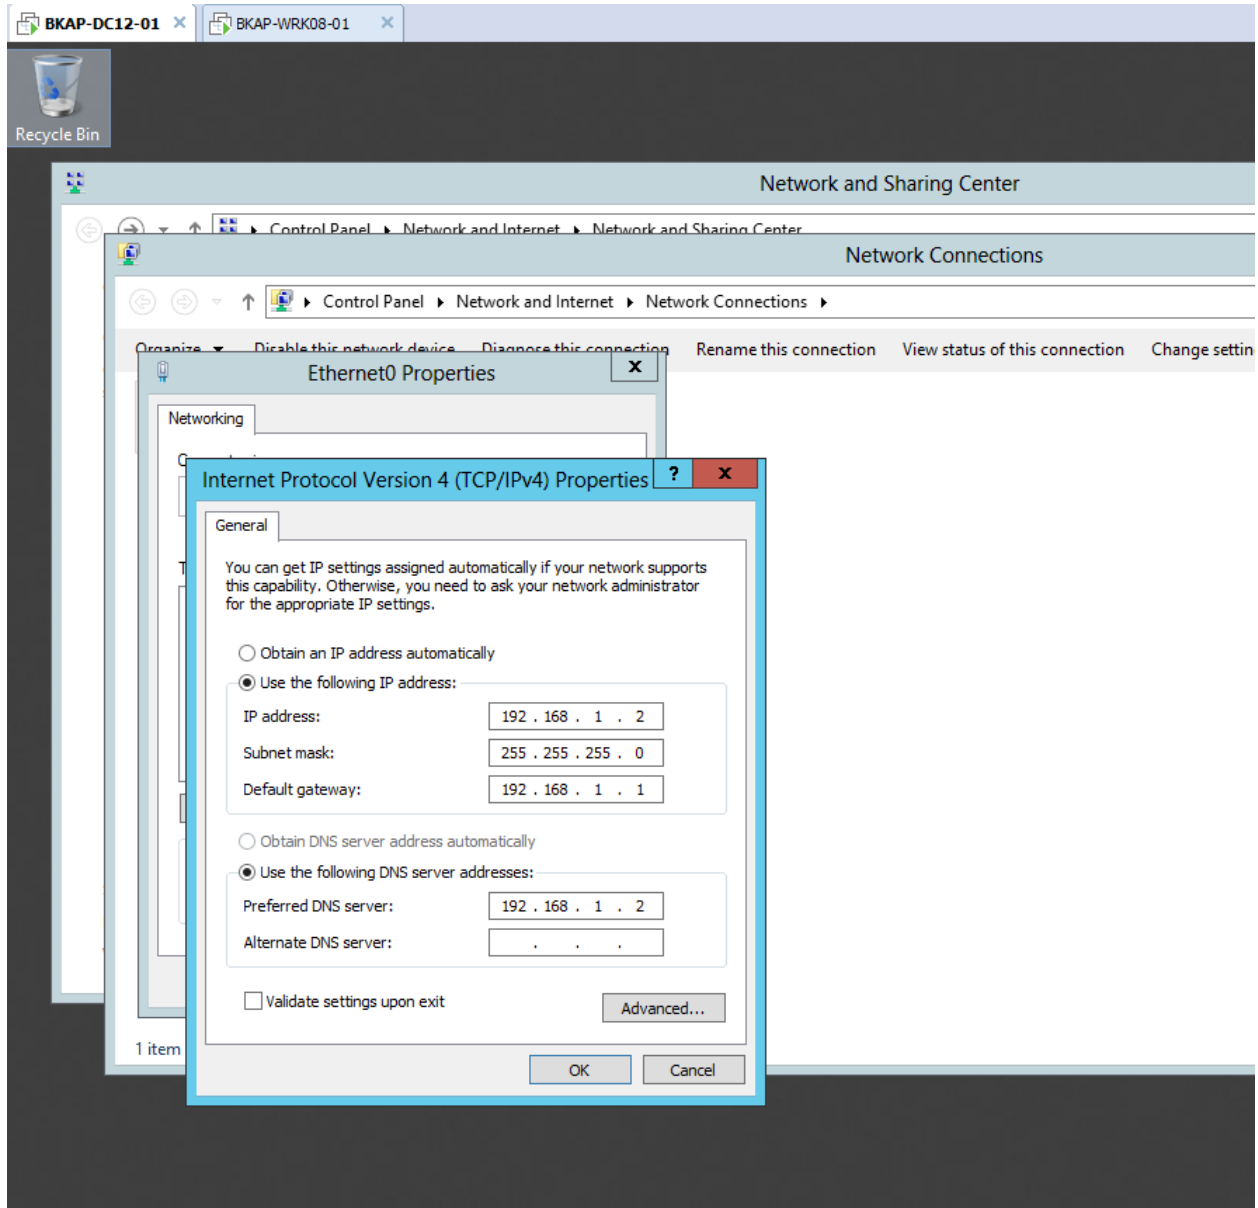 BKAP-DC12-01 × BKAP-WRK08-01 ×
Recycle Bin
Network and Sharing Center
Control Panel Network and Internet Network and Sharing Center
Network Connections
Control Panel Network and Internet Network Connections
Organize Disable this network device Diagnose this connection Rename this connection View status of this connection Change settin
Ethernet0 Properties
Networking
Internet Protocol Version 4 (TCP/IPv4) Properties ? x
General
You can get IP settings assigned automatically if your network supports
this capability. Otherwise, you need to ask your network administrator
for the appropriate IP settings.
Obtain an IP address automatically
Use the following IP address:
IP address: 192 . 168 . 1 . 2
Subnet mask: 255 . 255 . 255 . 0
Default gateway: 192 . 168 . 1 . 1
Obtain DNS server address automatically
Use the following DNS server addresses:
Preferred DNS server: 192 . 168 . 1 . 2
Alternate DNS server: . . .
Validate settings upon exit
Advanced...
1 item
OK Cancel